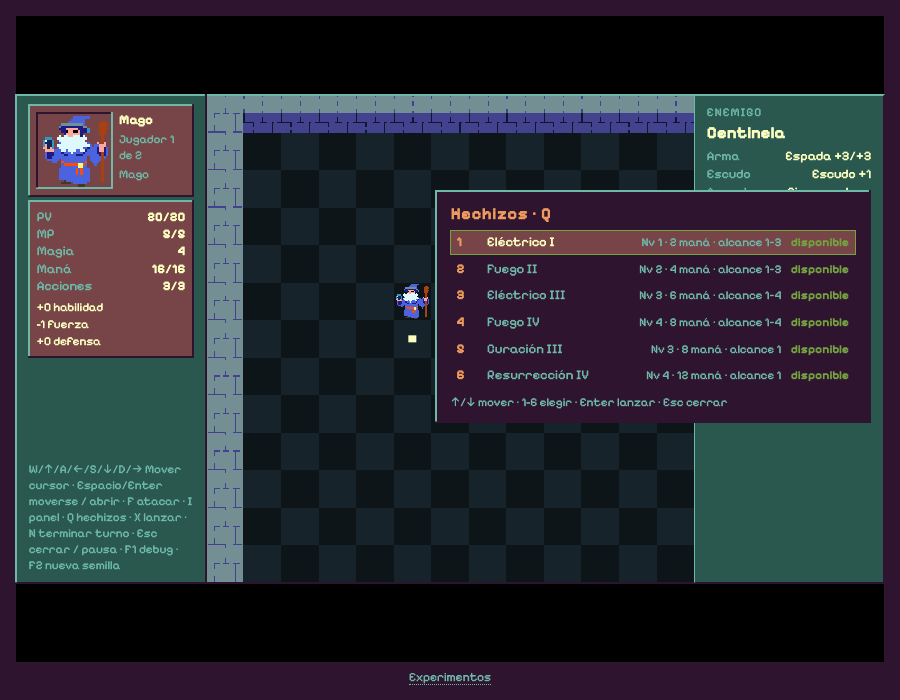 Mago
Jugador 1
de 2
Mago
PV 20/20
MP 5/5
Magia 4
Maná 16/16
Acciones 3/3
+0 habilidad
-1 fuerza
+0 defensa
W/↑/A/←/S/↓/D/→ Mover
cursor · Espacio/Enter
moverse / abrir · F atacar · I
panel · Q hechizos · X lanzar ·
N terminar turno · Esc
cerrar / pausa · F1 debug ·
F2 nueva semilla
ENEMIGO
Centinela
Arma Espada +3/+3
Escudo Escudo +1
Hechizos · Q
1 Eléctrico I Nv 1 · 2 maná · alcance 1-3 disponible
2 Fuego II Nv 2 · 4 maná · alcance 1-3 disponible
3 Eléctrico III Nv 3 · 6 maná · alcance 1-4 disponible
4 Fuego IV Nv 4 · 8 maná · alcance 1-4 disponible
5 Curación III Nv 3 · 8 maná · alcance 1 disponible
6 Resurrección IV Nv 4 · 12 maná · alcance 1 disponible
↑/↓ mover · 1-6 elegir · Enter lanzar · Esc cerrar
Experimentos